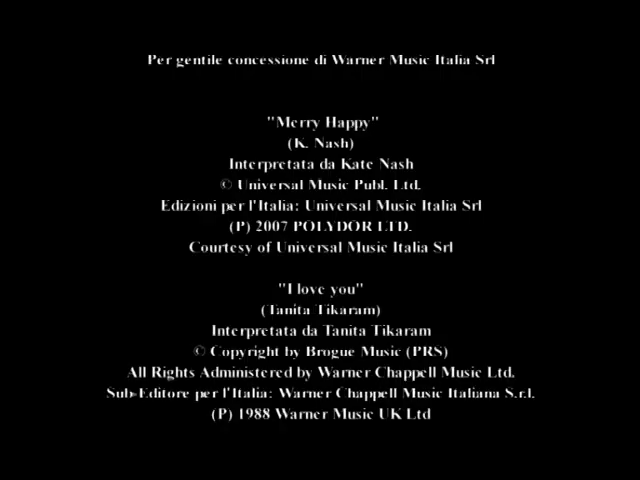 Per gentile concessione di Warner Music Italia Srl
"Merry Happy"
(K. Nash)
Interpretata da Kate Nash
© Universal Music Publ. Ltd.
Edizioni per l'Italia: Universal Music Italia Srl
(P) 2007 POLYDOR LTD.
Courtesy of Universal Music Italia Srl
"I love you"
(Tanita Tikaram)
Interpretata da Tanita Tikaram
© Copyright by Brogue Music (PRS)
All Rights Administered by Warner Chappell Music Ltd.
Sub-Editore per l'Italia: Warner Chappell Music Italiana S.r.l.
(P) 1988 Warner Music UK Ltd